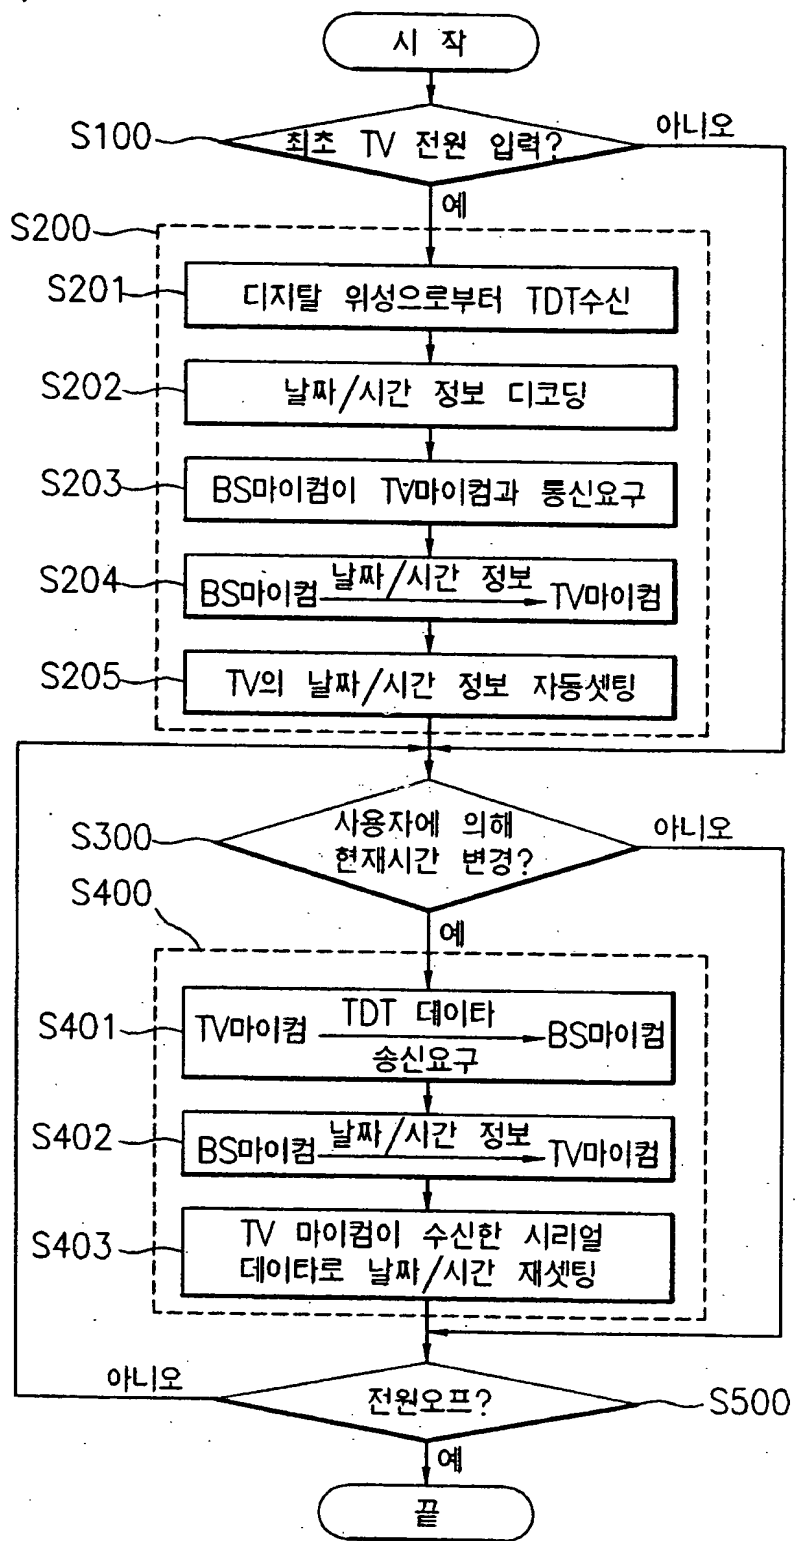 시 작
S100
최초 TV 전원 입력?
아니오
예
S200
S201
디지탈 위성으로부터 TDT수신
S202
날짜/시간 정보 디코딩
S203
BS마이컴이 TV마이컴과 통신요구
S204
BS마이컴 날짜/시간 정보 TV마이컴
S205
TV의 날짜/시간 정보 자동셋팅
S300
사용자에 의해
현재시간 변경?
아니오
예
S400
S401
TV마이컴 TDT 데이타 BS마이컴
송신요구
S402
BS마이컴 날짜/시간 정보 TV마이컴
S403
TV 마이컴이 수신한 시리얼
데이타로 날짜/시간 재셋팅
아니오
전원오프?
S500
예
끝